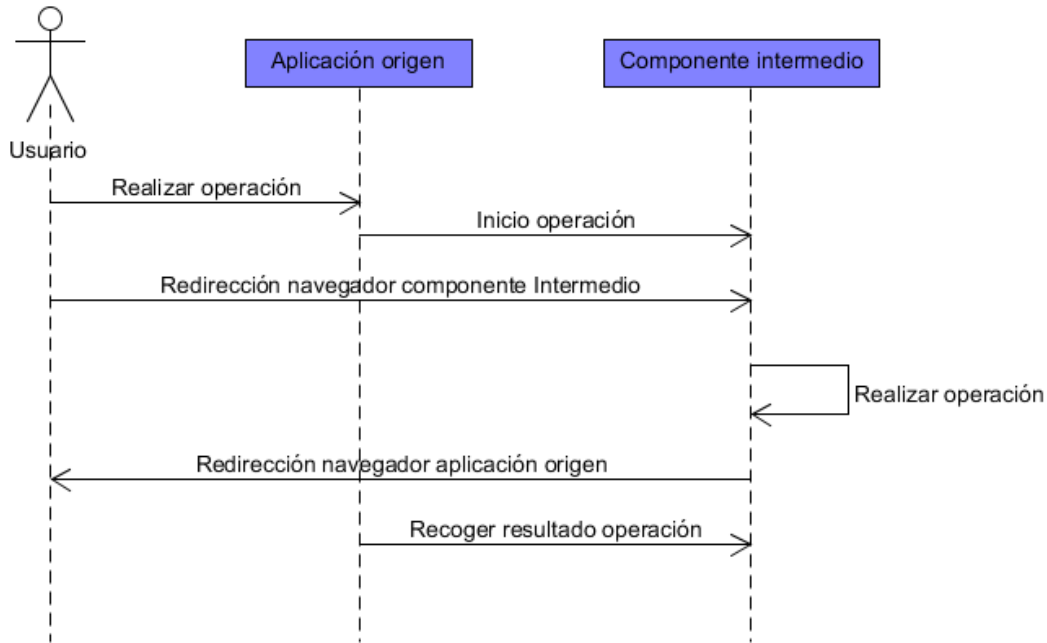 Aplicación origen
Componente intermedio
Usuario
Realizar operación
Inicio operación
Redirección navegador componente Intermedio
Realizar operación
Redirección navegador aplicación origen
Recoger resultado operación